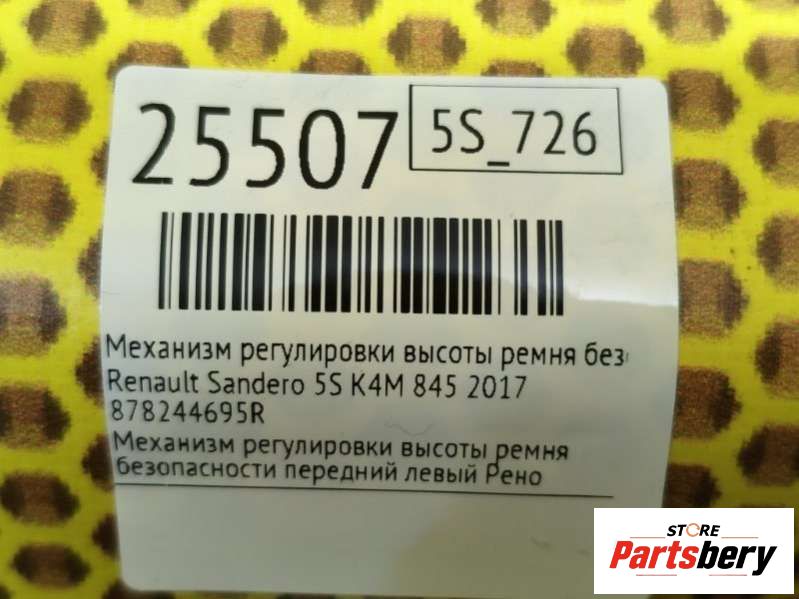 25507
5S_726
Механизм регулировки высоты ремня без
Renault Sandero 5S K4M 845 2017
878244695R
Механизм регулировки высоты ремня
безопасности передний левый Рено
STORE
Partsbery